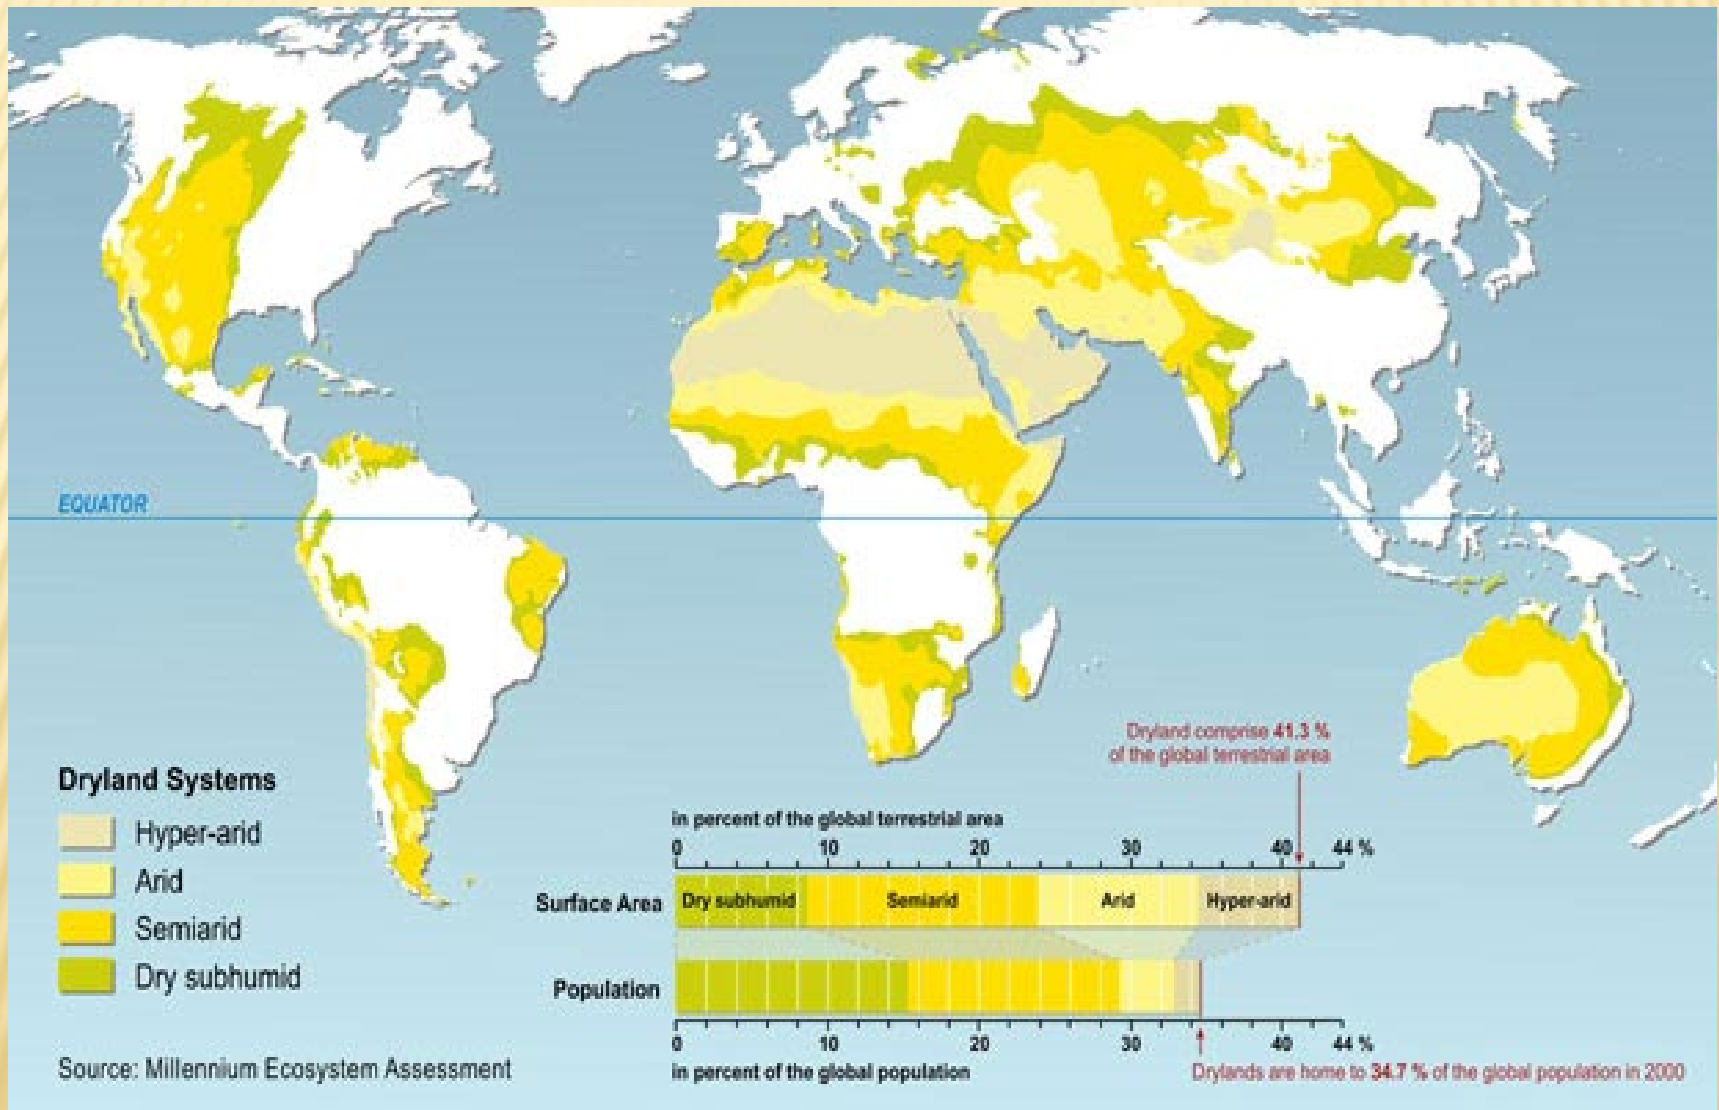 EQUATOR
Dryland comprise 41.3 %
of the global terrestrial area
Dryland Systems
Hyper-arid
Arid
Semiarid
Dry subhumid
in percent of the global terrestrial area
0 10 20 30 40 44 %
Surface Area Dry subhumid Semiarid Arid Hyper-arid
Population
0 10 20 30 40 44 %
in percent of the global population
Drylands are home to 34.7 % of the global population in 2000
Source: Millennium Ecosystem Assessment